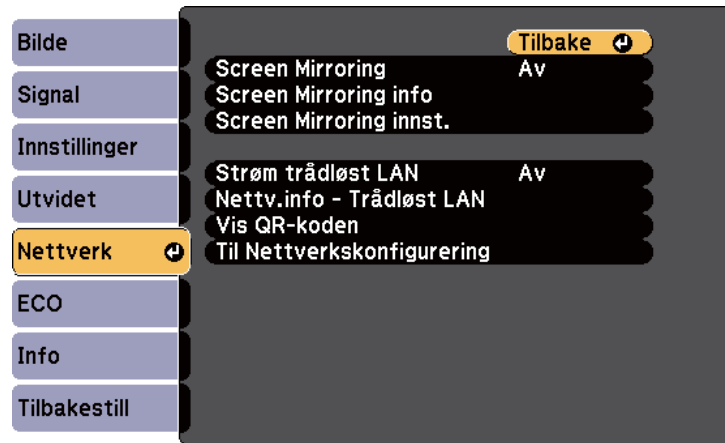 Bilde
Signal
Innstillinger
Utvidet
Nettverk
ECO
Info
Tilbakestill
Tilbake
Screen Mirroring Av
Screen Mirroring info
Screen Mirroring innst.
Strøm trådløst LAN Av
Nettv.info - Trådløst LAN
Vis QR-koden
Til Nettverkskonfigurering